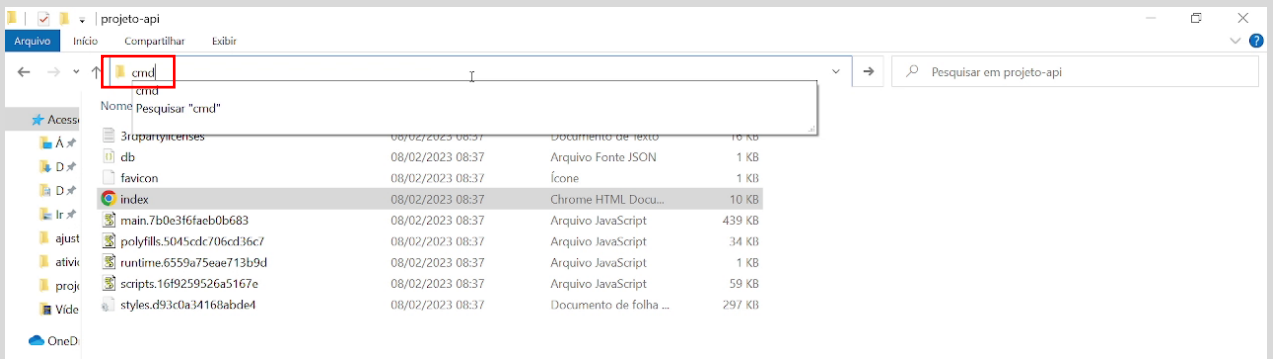 projeto-api
Arquivo Início Compartilhar Exibir
cmd Pesquisar em projeto-api
cmd
Nome Pesquisar "cmd"
3rdpartylicenses 08/02/2023 08:37 Documento de Texto 16 KB
db 08/02/2023 08:37 Arquivo Fonte JSON 1 KB
favicon 08/02/2023 08:37 Ícone 1 KB
index 08/02/2023 08:37 Chrome HTML Docu... 10 KB
main.7b0e3f6faeb0b683 08/02/2023 08:37 Arquivo JavaScript 439 KB
polyfills.5045cdc706cd36c7 08/02/2023 08:37 Arquivo JavaScript 34 KB
runtime.6559a75eae713b9d 08/02/2023 08:37 Arquivo JavaScript 1 KB
scripts.16f9259526a5167e 08/02/2023 08:37 Arquivo JavaScript 59 KB
styles.d93c0a34168abde4 08/02/2023 08:37 Documento de folha ... 297 KB
Acess
Á
D
D
Ir
ajust
ativi
proj
Víde
OneD